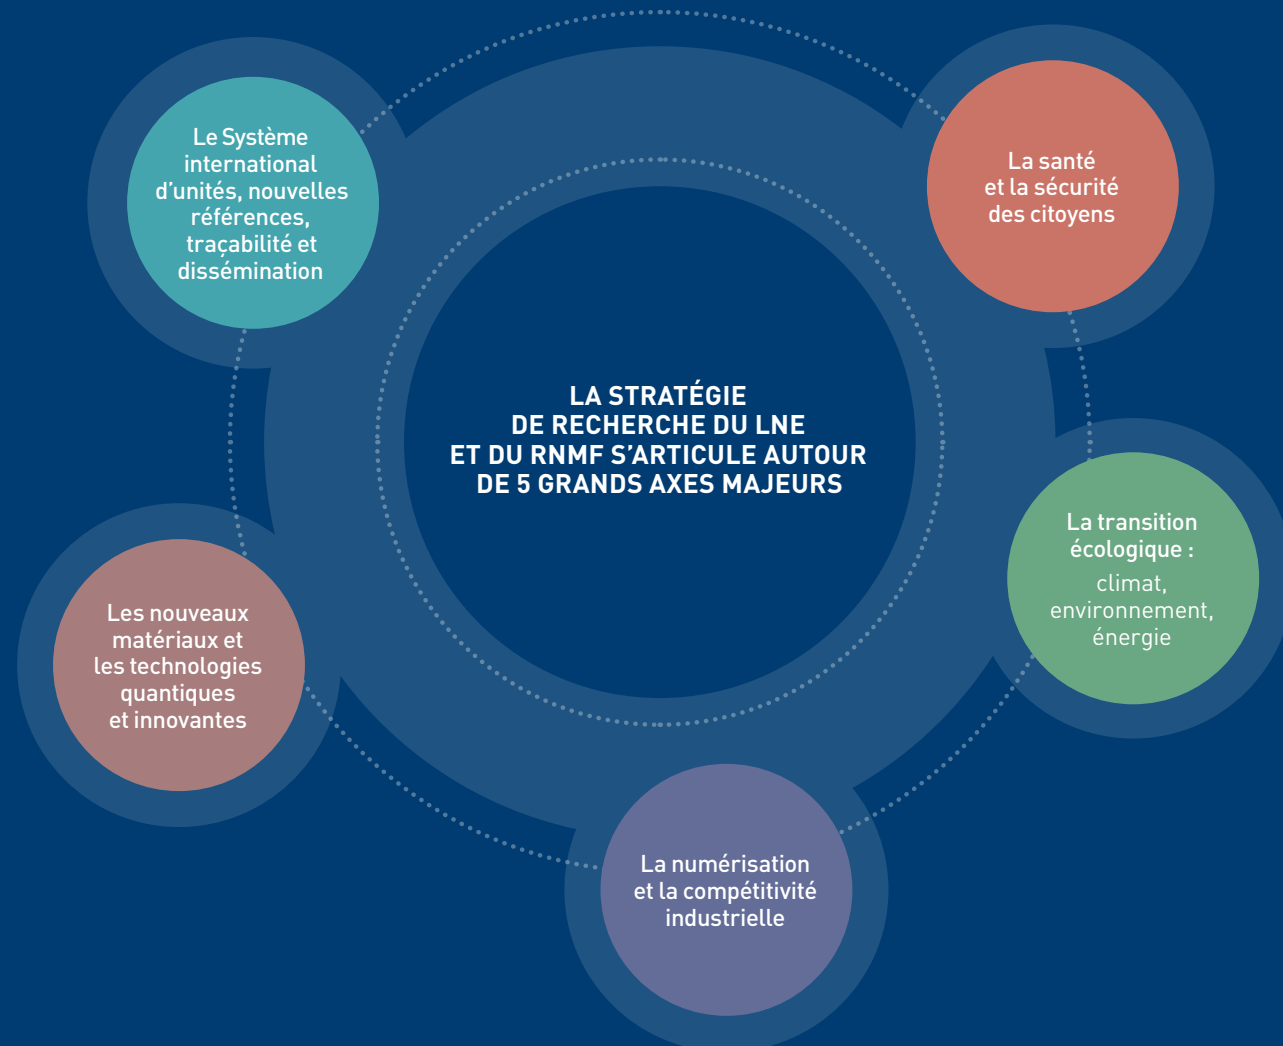 Le Système
international
d'unités, nouvelles
références,
traçabilité et
dissémination
La santé
et la sécurité
des citoyens
LA STRATÉGIE
DE RECHERCHE DU LNE
ET DU RNMF S'ARTICULE AUTOUR
DE 5 GRANDS AXES MAJEURS
La transition
écologique :
climat,
environnement,
énergie
Les nouveaux
matériaux et
les technologies
quantiques
et innovantes
La numérisation
et la compétitivité
industrielle